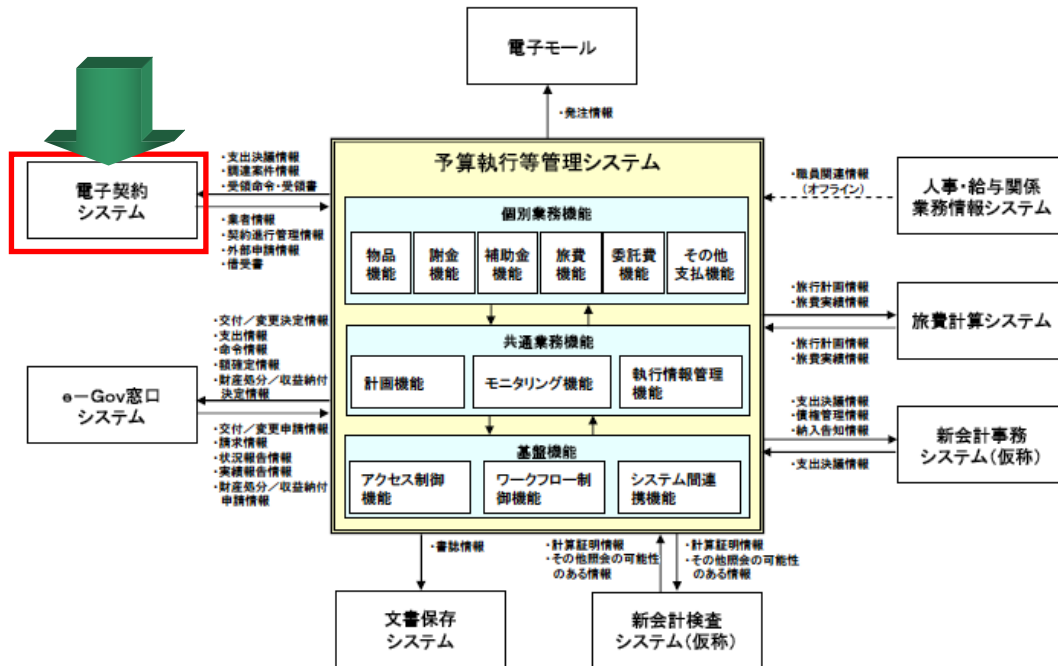 電子モール
・発注情報
予算執行等管理システム
・支出決議情報
・調達案件情報
・受領命令・受領書
電子契約
システム
・業者情報
・契約進行管理情報
・外部申請情報
・借受書
・職員関連情報
(オフライン)
人事・給与関係
業務情報システム
個別業務機能
物品
機能
謝金
機能
補助金
機能
旅費
機能
委託費
機能
その他
支払機能
・旅行計画情報
・旅費実績情報
旅費計算システム
・旅行計画情報
・旅費実績情報
・交付/変更決定情報
・支出情報
・命令情報
・額確定情報
・財産処分/収益納付
決定情報
e-Gov窓口
システム
・交付/変更申請情報
・請求情報
・状況報告情報
・実績報告情報
・財産処分/収益納付
申請情報
共通業務機能
計画機能
モニタリング機能
執行情報管理
機能
・支出決議情報
・債権管理情報
・納入告知情報
新会計事務
システム(仮称)
・支出決議情報
基盤機能
アクセス制御
機能
ワークフロー制
御機能
システム間連
携機能
・書誌情報
・計算証明情報
・その他照会の可能性
のある情報
・計算証明情報
・その他照会の可能性
のある情報
文書保存
システム
新会計検査
システム(仮称)